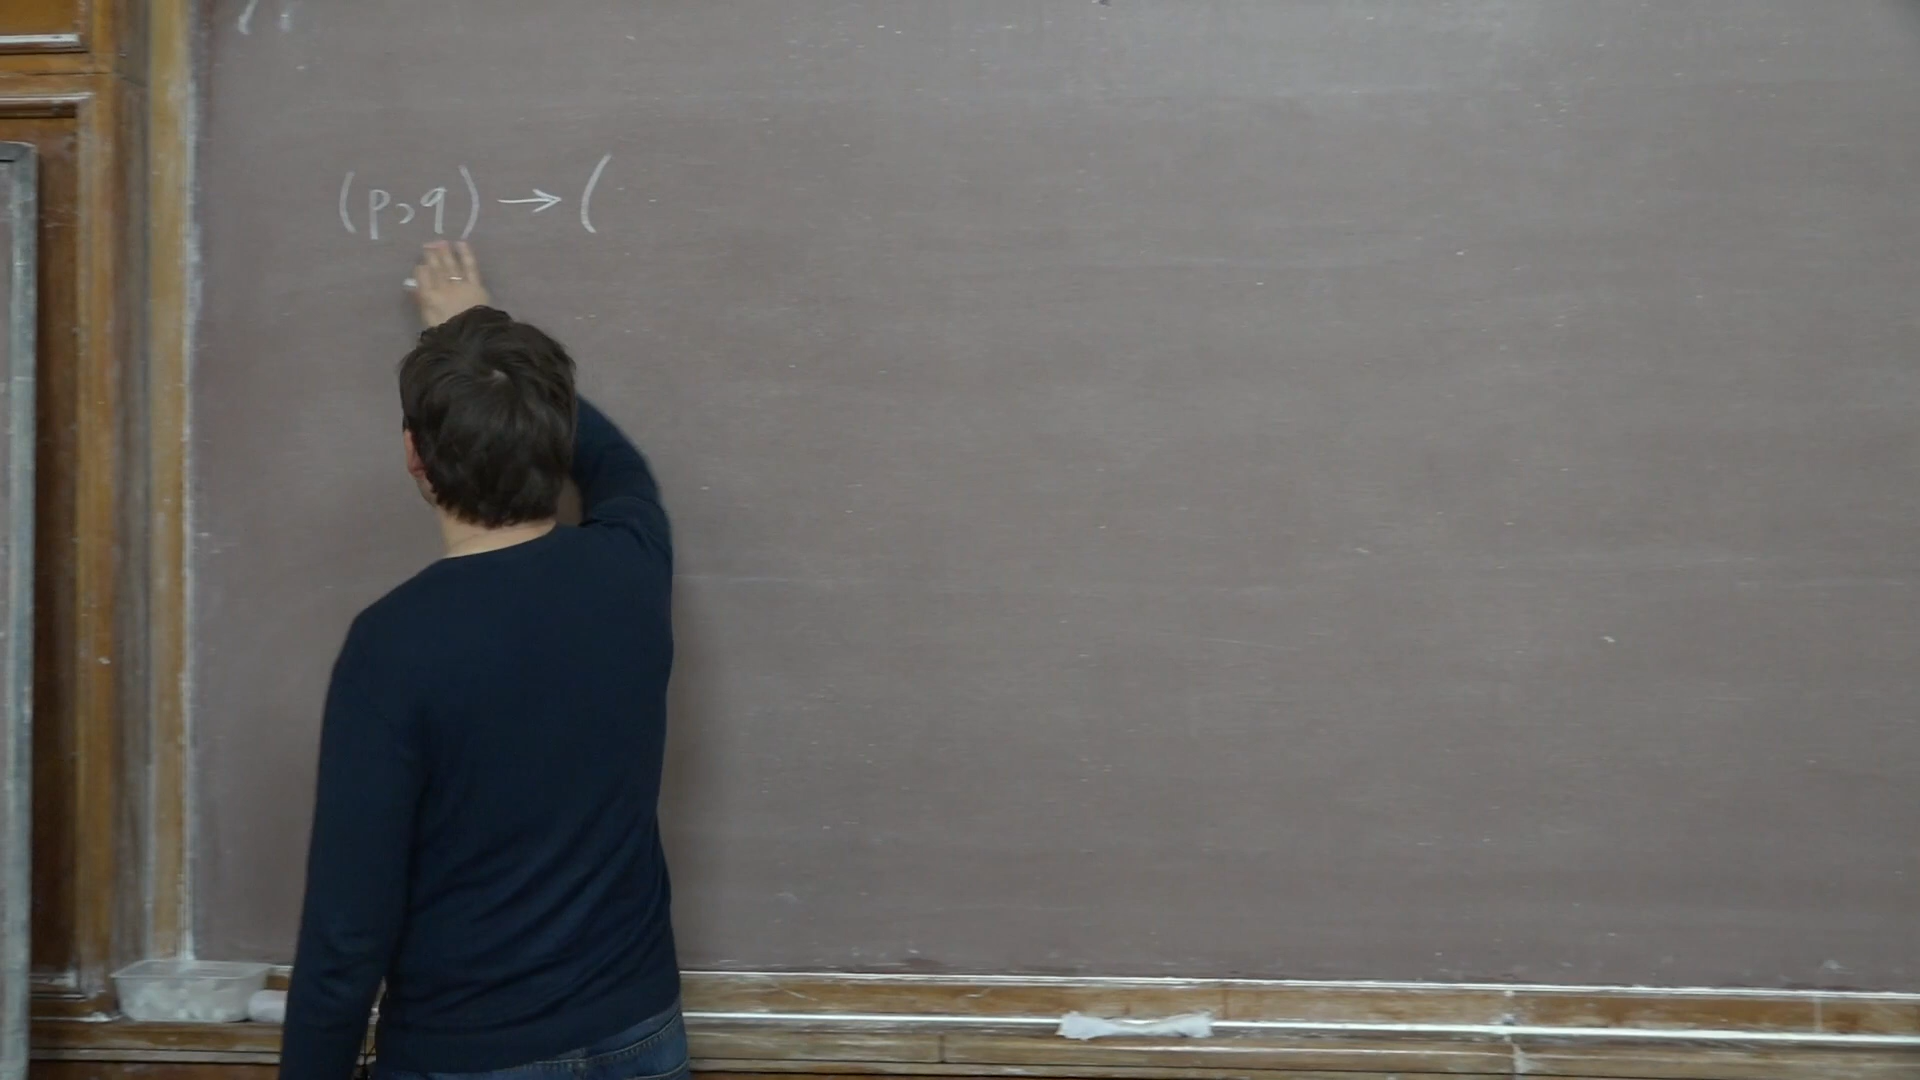 (p,q) → (